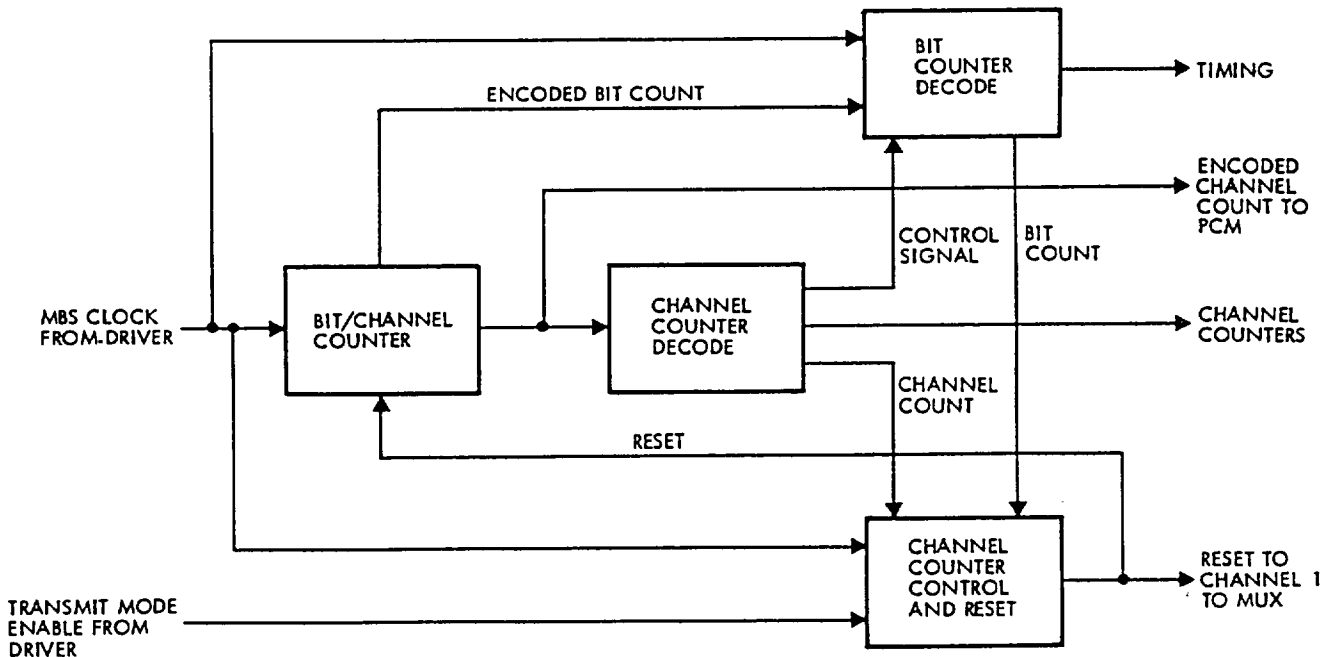 BIT
COUNTER
DECODE
TIMING
ENCODED BIT COUNT
ENCODED
CHANNEL
COUNT TO
PCM
CONTROL
SIGNAL
BIT
COUNT
MBS CLOCK
FROM-DRIVER
BIT/CHANNEL
COUNTER
CHANNEL
COUNTER
DECODE
CHANNEL
COUNTERS
CHANNEL
COUNT
RESET
CHANNEL
COUNTER
CONTROL
AND RESET
RESET TO
CHANNEL 1
TO MUX
TRANSMIT MODE
ENABLE FROM
DRIVER